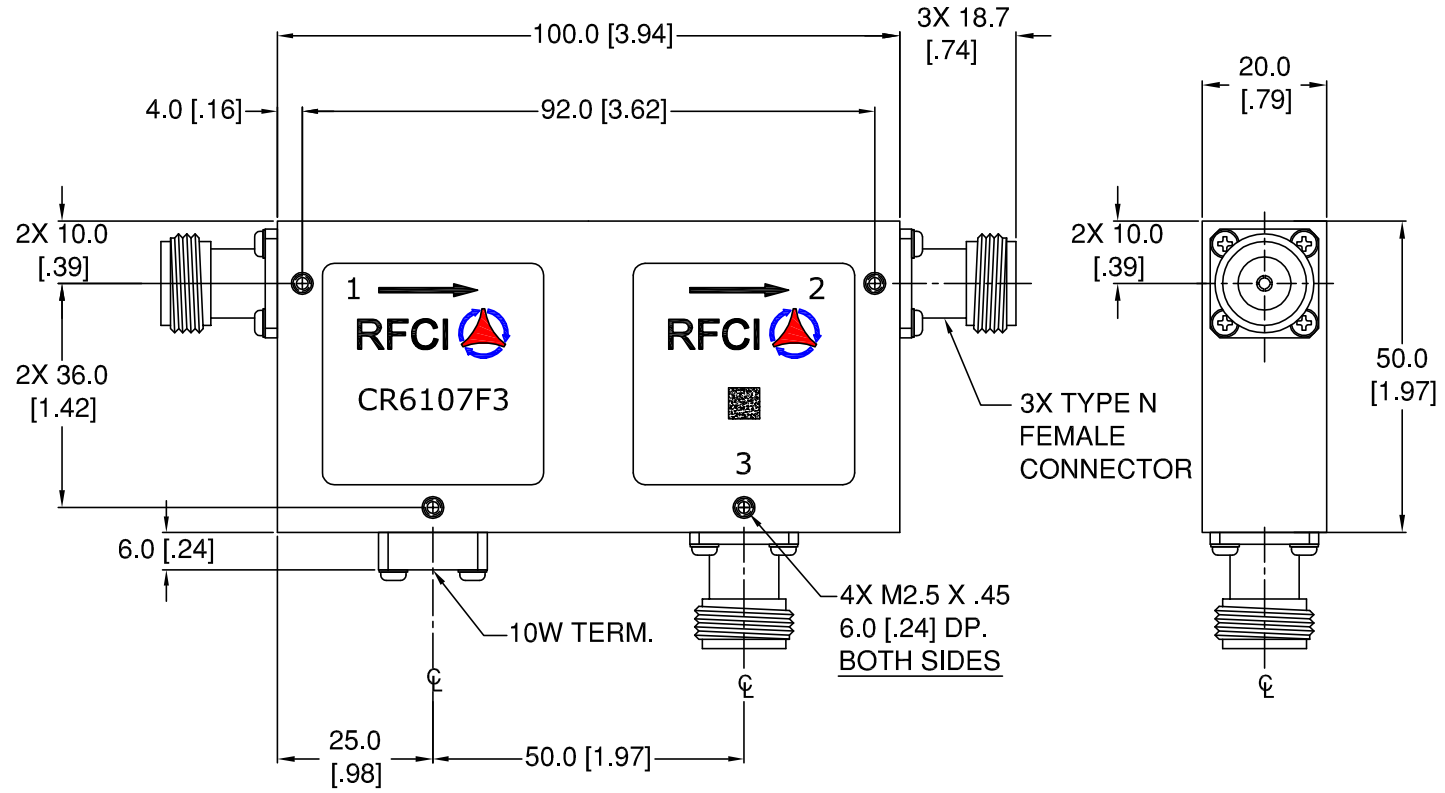 100.0 [3.94]
3X 18.7
[.74]
20.0
[.79]
4.0 [.16]
92.0 [3.62]
2X 10.0
[.39]
2X 10.0
[.39]
1
2
RFCI
RFCI
2X 36.0
[1.42]
50.0
[1.97]
CR6107F3
3X TYPE N
FEMALE
CONNECTOR
3
6.0 [.24]
4X M2.5 X .45
6.0 [.24] DP.
BOTH SIDES
10W TERM.
℄
℄
℄
25.0
[.98]
50.0 [1.97]